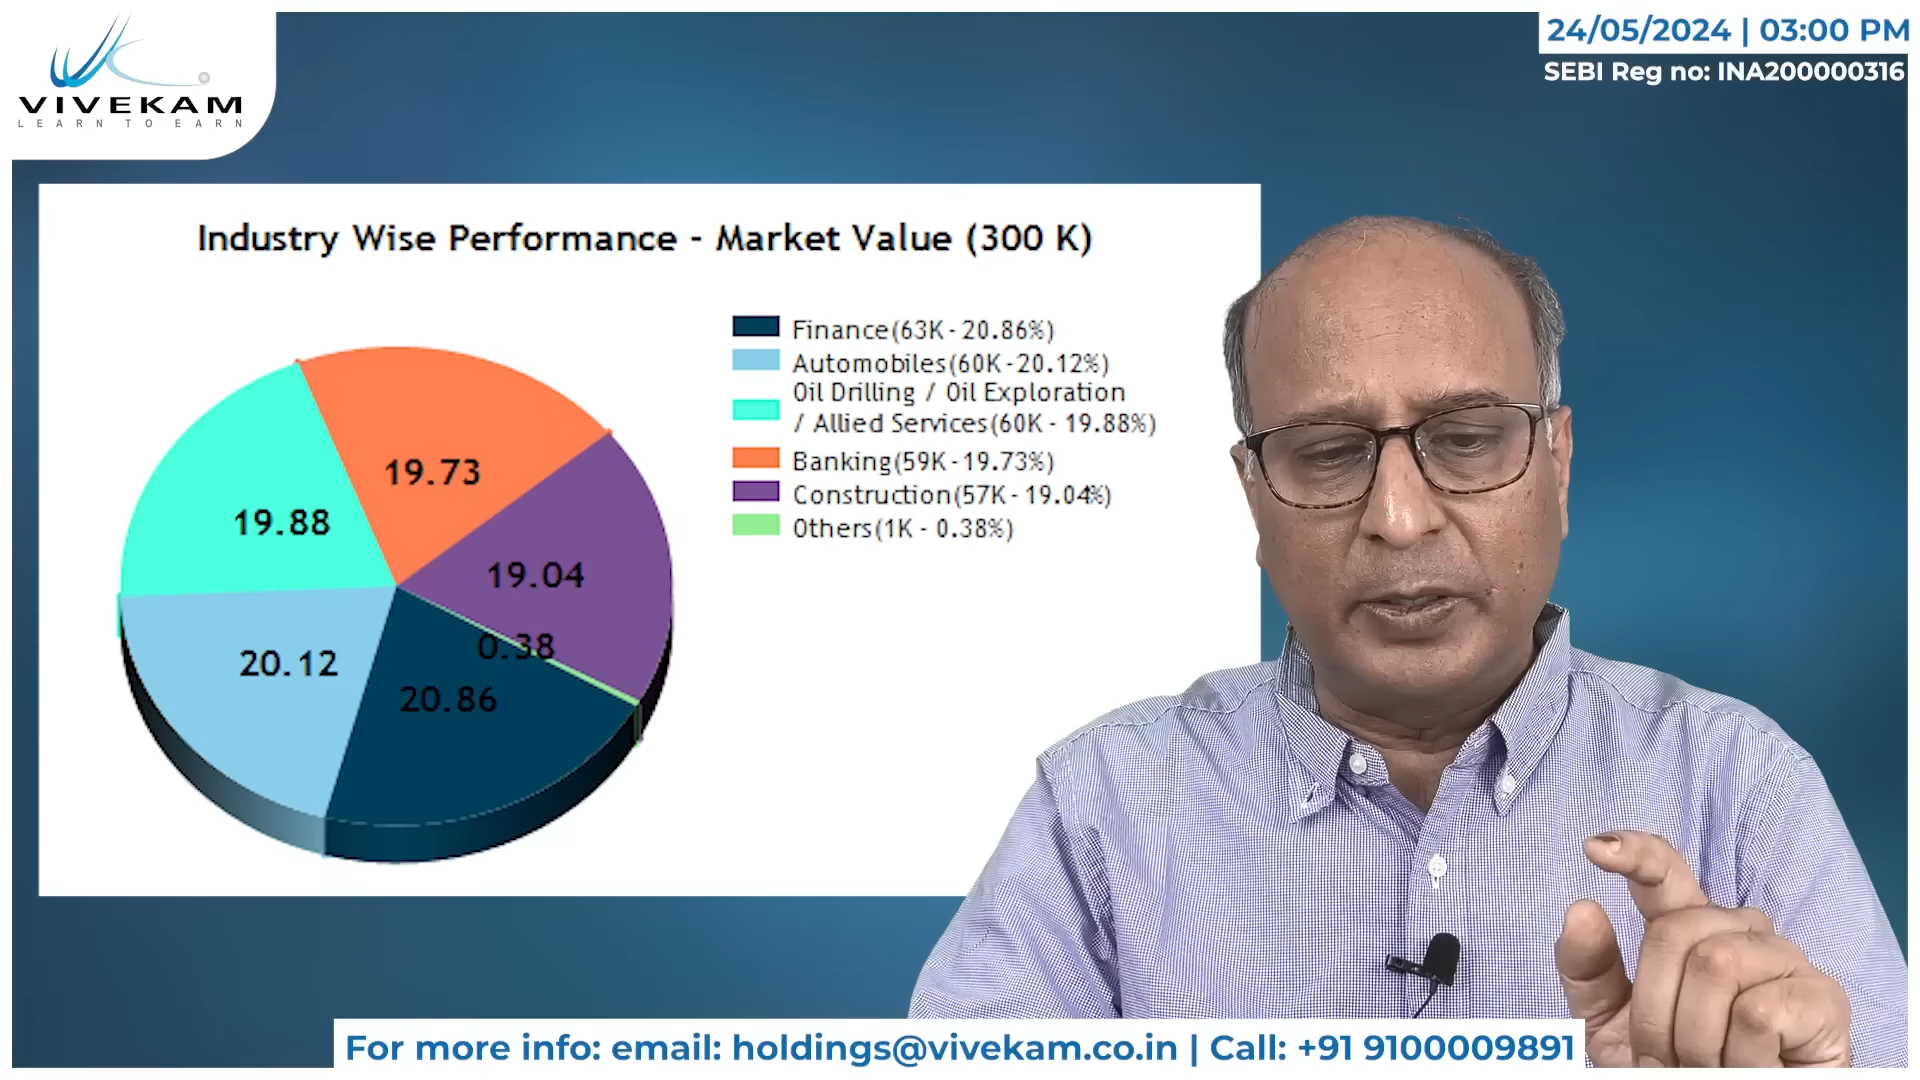 VIVEKAM
LEARN TO EARN
24/05/2024 | 03:00 PM
SEBI Reg no: INA200000316
Industry Wise Performance - Market Value (300 K)
Finance(63K - 20.86%)
Automobiles(60K -20.12%)
Oil Drilling / Oil Exploration
/ Allied Services(60K - 19.88%)
Banking(59K -19.73%)
Construction(57K - 19.04%)
Others(1K - 0.38%)
19.73
19.88
19.04
0.38
20.12
20.86
For more info: email: holdings@vivekam.co.in | Call: +91 9100009891